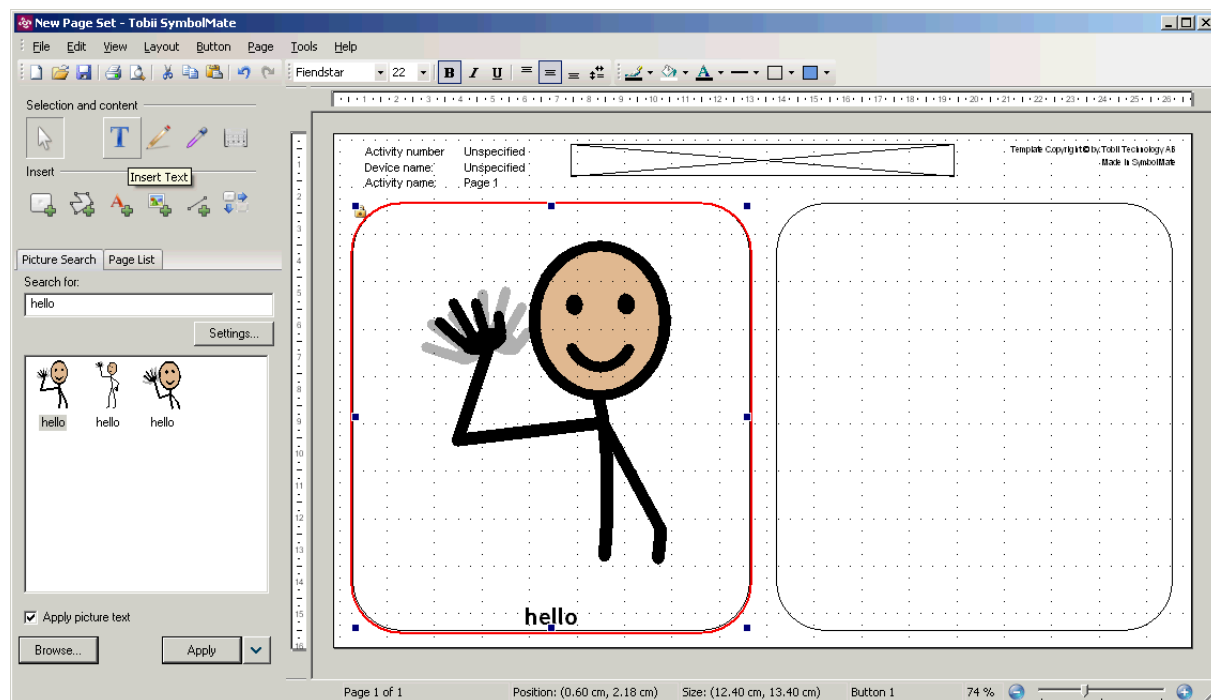 New Page Set - Tobii SymbolMate
File Edit View Layout Button Page Tools Help
Fiendstar 22 B I U
Selection and content
T
Insert Text
Insert
Picture Search Page List
Search for:
hello
Settings...
hello hello hello
Apply picture text
Browse... Apply
Activity number Unspecified
Device name: Unspecified
Activity name: Page 1
Template Copyright © by: Tobii Technology AB
Made in SymbolMate
hello
Page 1 of 1 Position: (0.60 cm, 2.18 cm) Size: (12.40 cm, 13.40 cm) Button 1 74 %